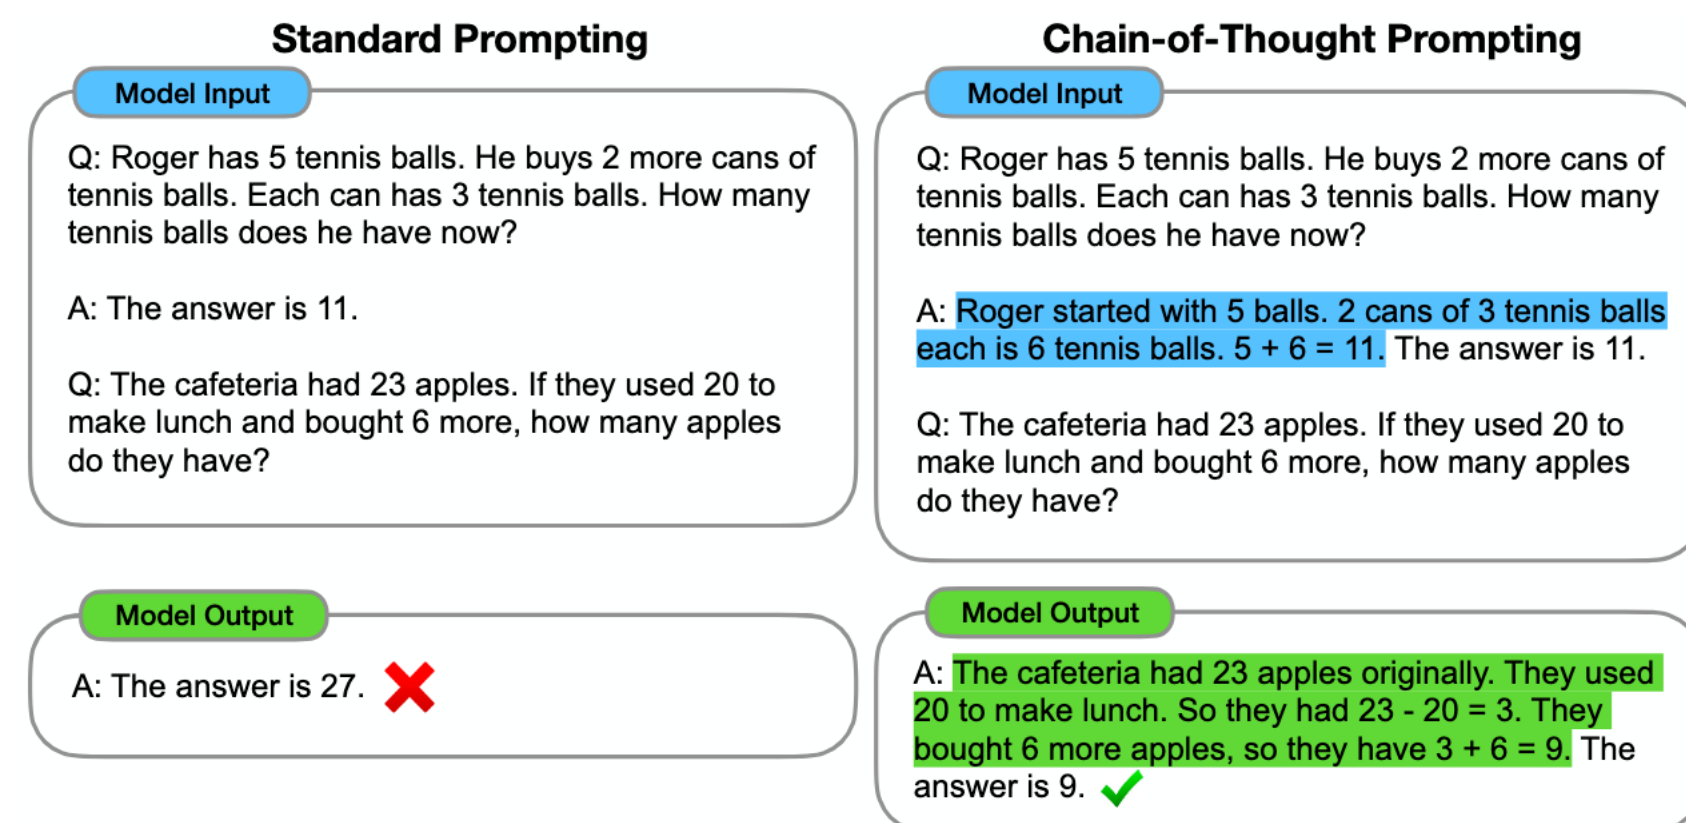 Standard Prompting
Model Input
Q: Roger has 5 tennis balls. He buys 2 more cans of
tennis balls. Each can has 3 tennis balls. How many
tennis balls does he have now?
A: The answer is 11.
Q: The cafeteria had 23 apples. If they used 20 to
make lunch and bought 6 more, how many apples
do they have?
Model Output
A: The answer is 27.
Chain-of-Thought Prompting
Model Input
Q: Roger has 5 tennis balls. He buys 2 more cans of
tennis balls. Each can has 3 tennis balls. How many
tennis balls does he have now?
A: Roger started with 5 balls. 2 cans of 3 tennis balls
each is 6 tennis balls. 5 + 6 = 11. The answer is 11.
Q: The cafeteria had 23 apples. If they used 20 to
make lunch and bought 6 more, how many apples
do they have?
Model Output
A: The cafeteria had 23 apples originally. They used
20 to make lunch. So they had 23 - 20 = 3. They
bought 6 more apples, so they have 3 + 6 = 9. The
answer is 9.